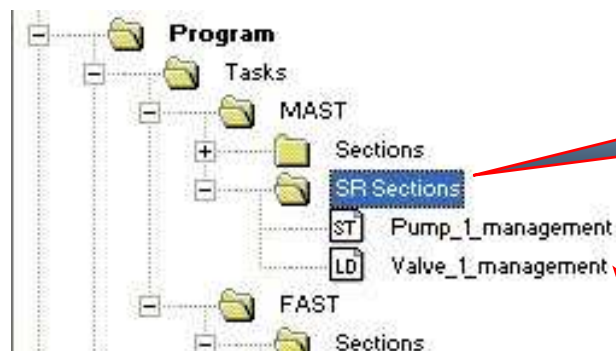 Program
Tasks
MAST
Sections
SR Sections
ST Pump_1_management
LD Valve_1_management
FAST
Sections